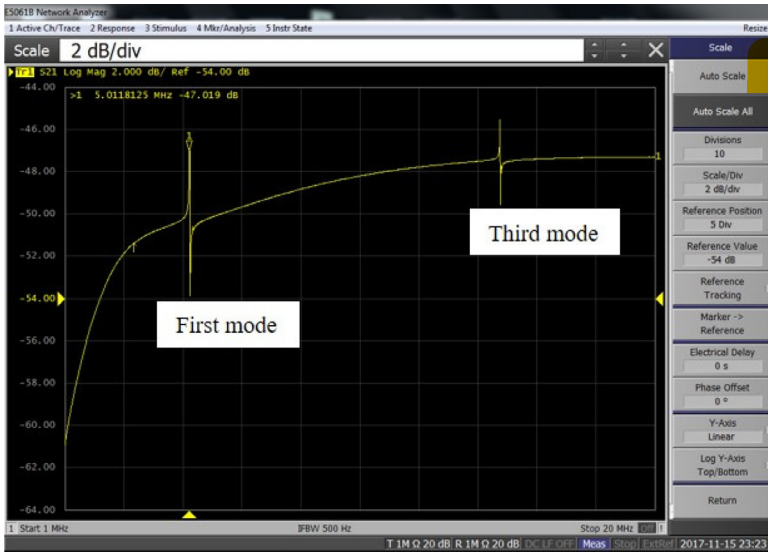 E5061B Network Analyzer
1 Active Ch/Trace 2 Response 3 Stimulus 4 Mkr/Analysis 5 Instr State
Resize
Scale 2 dB/div
Scale
Tr1 S21 Log Mag 2.000 dB/ Ref -54.00 dB
Auto Scale
-44.00
>1 5.0118125 MHz -47.019 dB
Auto Scale All
-46.00
1
Divisions
10
-48.00
1
Scale/Div
2 dB/div
-50.00
Reference Position
5 Div
Third mode
-52.00
Reference Value
-54 dB
-54.00
Reference
Tracking
First mode
Marker ->
Reference
-56.00
Electrical Delay
0 s
-58.00
Phase Offset
0 °
-60.00
Y-Axis
Linear
-62.00
Log Y-Axis
Top/Bottom
-64.00
Return
1 Start 1 MHz IFBW 500 Hz Stop 20 MHz Off !
T 1M Ω 20 dB R 1M Ω 20 dB DC LF OFF Meas Stop ExtRef 2017-11-15 23:23